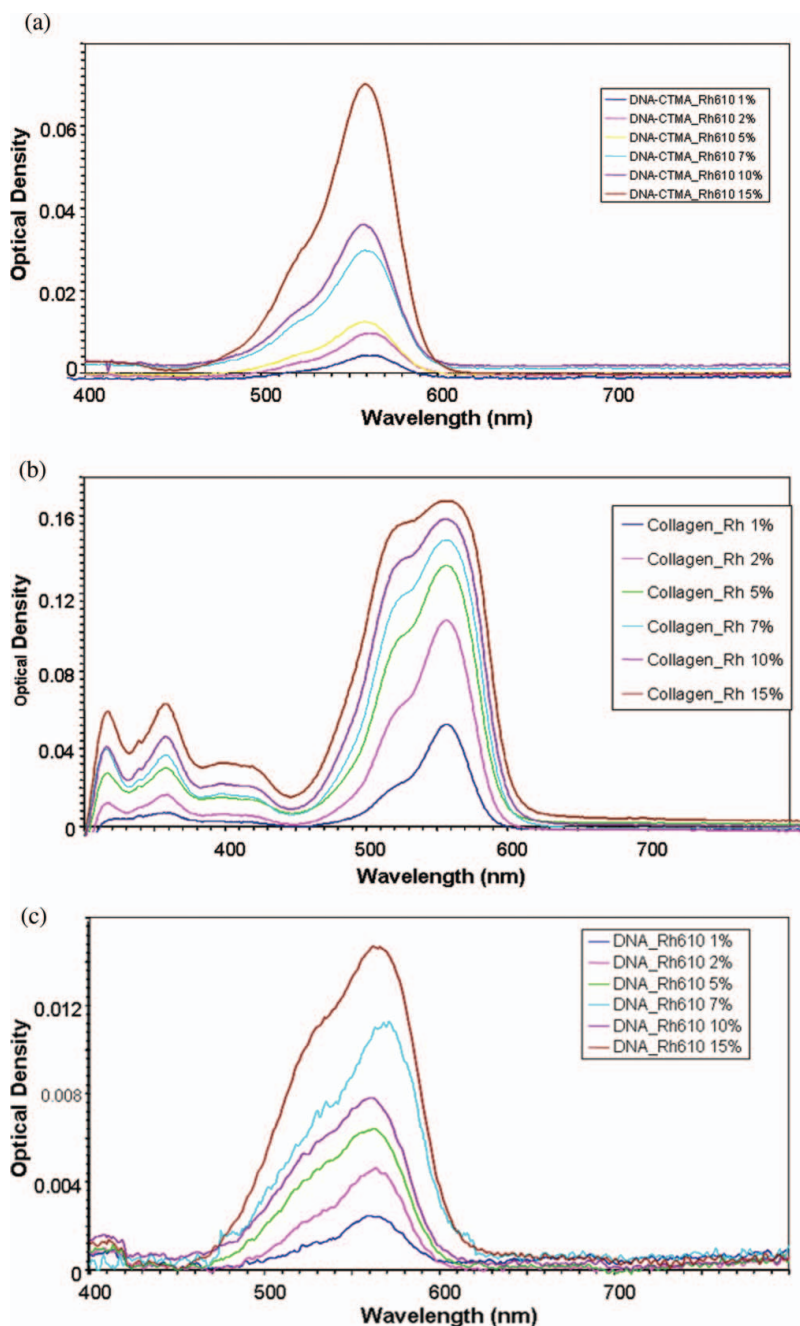 (a)
DNA-CTMA_Rh610 1%
DNA-CTMA_Rh610 2%
DNA-CTMA_Rh610 5%
DNA-CTMA_Rh610 7%
DNA-CTMA_Rh610 10%
DNA-CTMA_Rh610 15%
Optical Density
0.06
0.04
0.02
0
400 500 600 700
Wavelength (nm)
(b)
Collagen_Rh 1%
Collagen_Rh 2%
Collagen_Rh 5%
Collagen_Rh 7%
Collagen_Rh 10%
Collagen_Rh 15%
Optical Density
0.16
0.12
0.08
0.04
0
400 500 600 700
Wavelength (nm)
(c)
DNA_Rh610 1%
DNA_Rh610 2%
DNA_Rh610 5%
DNA_Rh610 7%
DNA_Rh610 10%
DNA_Rh610 15%
Optical Density
0.012
0.008
0.004
0
400 500 600 700
Wavelength (nm)